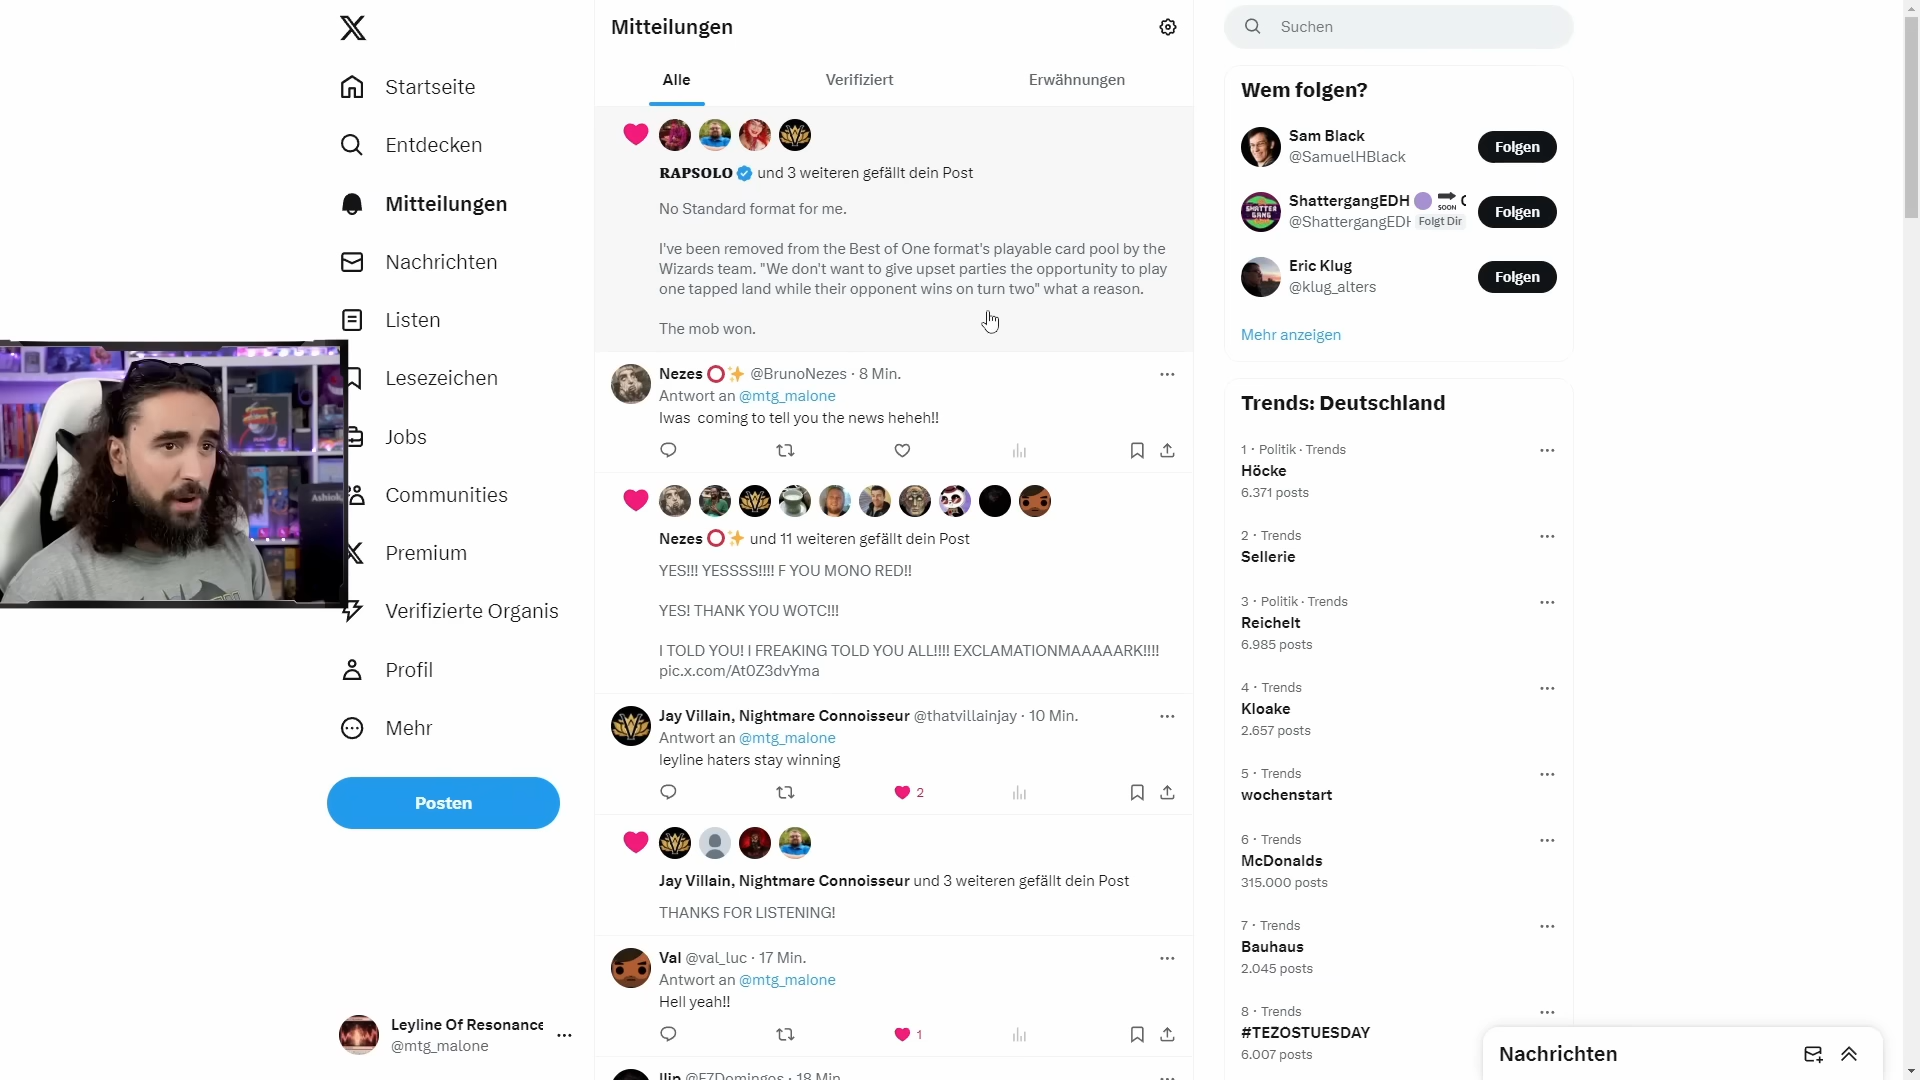 Startseite
Entdecken
Mitteilungen
Nachrichten
Listen
Lesezeichen
Jobs
Communities
Premium
Verifizierte Organis
Profil
Mehr
Posten
Leyline Of Resonance
@mtg_malone
Mitteilungen
Alle
Verifiziert
Erwähnungen
RAPSOLO und 3 weiteren gefällt dein Post
No Standard format for me.
I've been removed from the Best of One format's playable card pool by the
Wizards team. "We don't want to give upset parties the opportunity to play
one tapped land while their opponent wins on turn two" what a reason.
The mob won.
Nezes ⭕✨ @BrunoNezes · 8 Min.
Antwort an @mtg_malone
Iwas coming to tell you the news heheh!!
Nezes ⭕✨ und 11 weiteren gefällt dein Post
YES!!! YESSSS!!!! F YOU MONO RED!!
YES! THANK YOU WOTC!!!
I TOLD YOU! I FREAKING TOLD YOU ALL!!!! EXCLAMATIONMAAAAARK!!!!
pic.x.com/At0Z3dvYma
Jay Villain, Nightmare Connoisseur @thatvillainjay · 10 Min.
Antwort an @mtg_malone
leyline haters stay winning
2
Jay Villain, Nightmare Connoisseur und 3 weiteren gefällt dein Post
THANKS FOR LISTENING!
Val @val_luc · 17 Min.
Antwort an @mtg_malone
Hell yeah!!
1
@F7Domingos · 18 Min.
Suchen
Wem folgen?
Sam Black
@SamuelHBlack
Folgen
ShattergangEDH 🟣 SOON
@ShattergangEDH Folgt Dir
Folgen
Eric Klug
@klug_alters
Folgen
Mehr anzeigen
Trends: Deutschland
1 · Politik · Trends
Höcke
6.371 posts
2 · Trends
Sellerie
3 · Politik · Trends
Reichelt
6.985 posts
4 · Trends
Kloake
2.657 posts
5 · Trends
wochenstart
6 · Trends
McDonalds
315.000 posts
7 · Trends
Bauhaus
2.045 posts
8 · Trends
#TEZOSTUESDAY
6.007 posts
Nachrichten
Ashiok
SHATTER
GANG